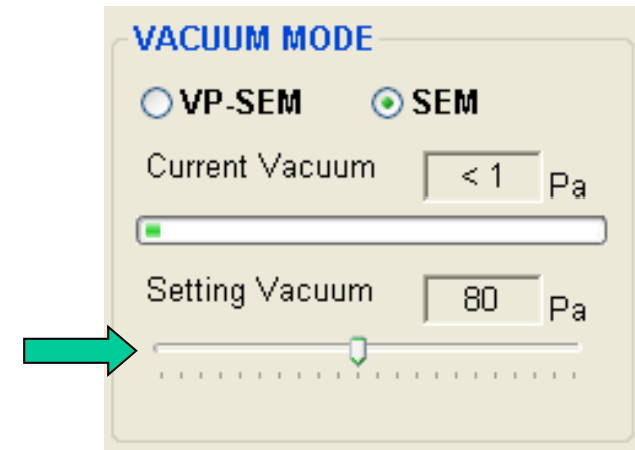 VACUUM MODE
VP-SEM SEM
Current Vacuum < 1 Pa
Setting Vacuum 80 Pa